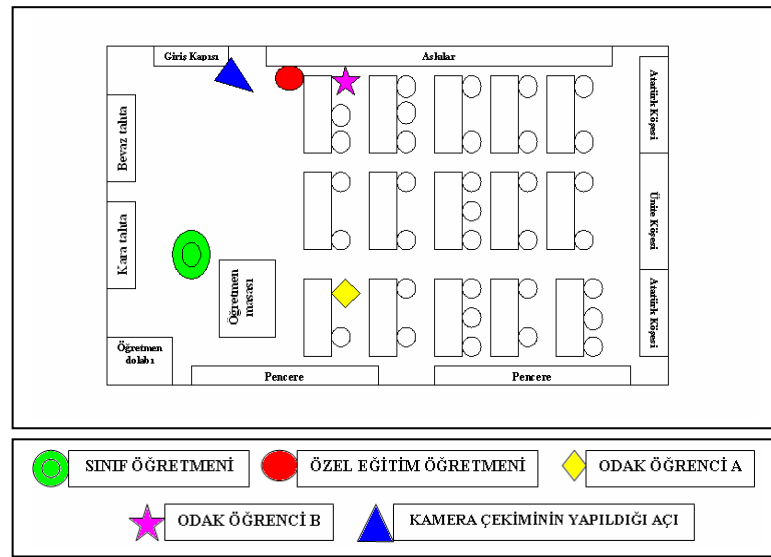 Giriş Kapısı
Askılar
Beyaz tahta
Kara tahta
Öğretmen
masası
Öğretmen
dolabı
Pencere
Pencere
Atatürk Köşesi
Ünite Köşesi
Atatürk Köşesi
SINIF ÖĞRETMENİ
ÖZEL EĞİTİM ÖĞRETMENİ
ODAK ÖĞRENCİ A
ODAK ÖĞRENCİ B
KAMERA ÇEKİMİNİN YAPILDIĞI AÇI